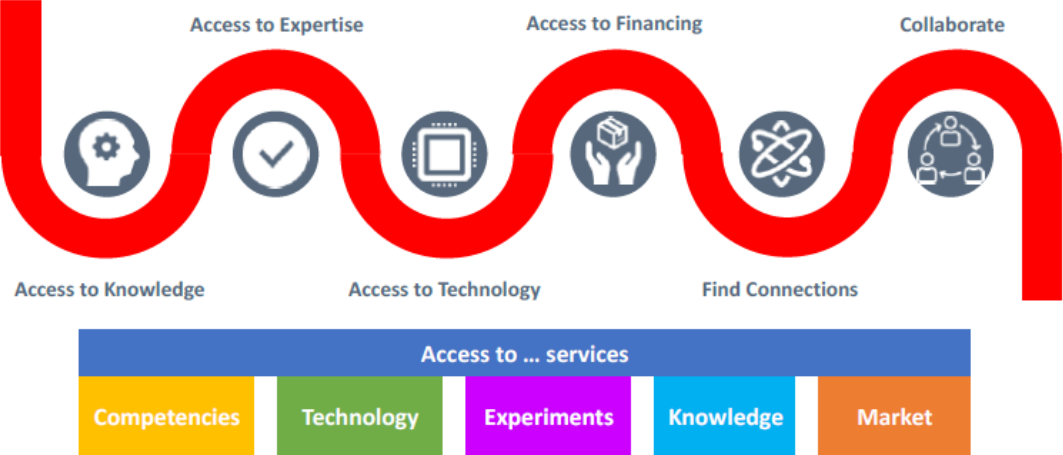 Access to Expertise
Access to Financing
Collaborate
Access to Knowledge
Access to Technology
Find Connections
Access to ... services
Competencies
Technology
Experiments
Knowledge
Market